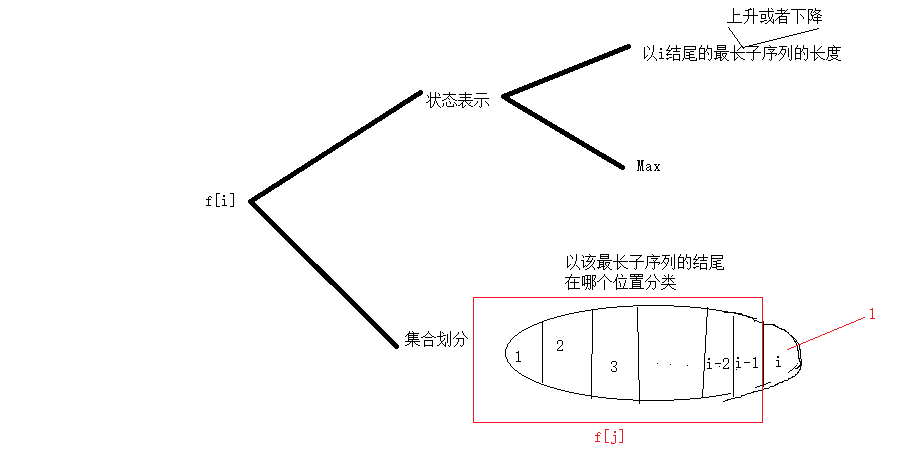 上升或者下降
以i结尾的最长子序列的长度
状态表示
Max
f[i]
以该最长子序列的结尾
在哪个位置分类
集合划分
1
2
3
. . .
i-2
i-1
i
1
f[j]